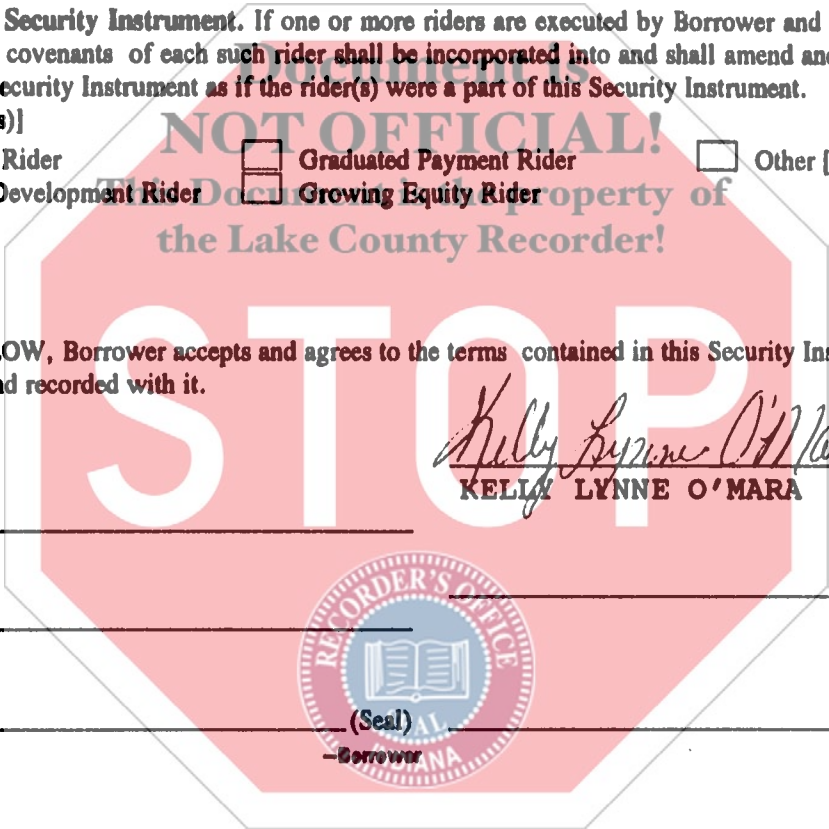 Security Instrument. If one or more riders are executed by Borrower and
covenants of each such rider shall be incorporated into and shall amend and
ecurity Instrument as if the rider(s) were a part of this Security Instrument.
s)]
Document is
NOT OFFICIAL!
This Document is the property of
the Lake County Recorder!
Rider
Graduated Payment Rider
Other [
Development Rider
Growing Equity Rider
STOP
LOW, Borrower accepts and agrees to the terms contained in this Security Ins
d recorded with it.
Kelly Lynne O'Ma
KELLY LYNNE O'MARA
RECORDER'S OFFICE
SEAL
INDIANA
(Seal)
-Borrower